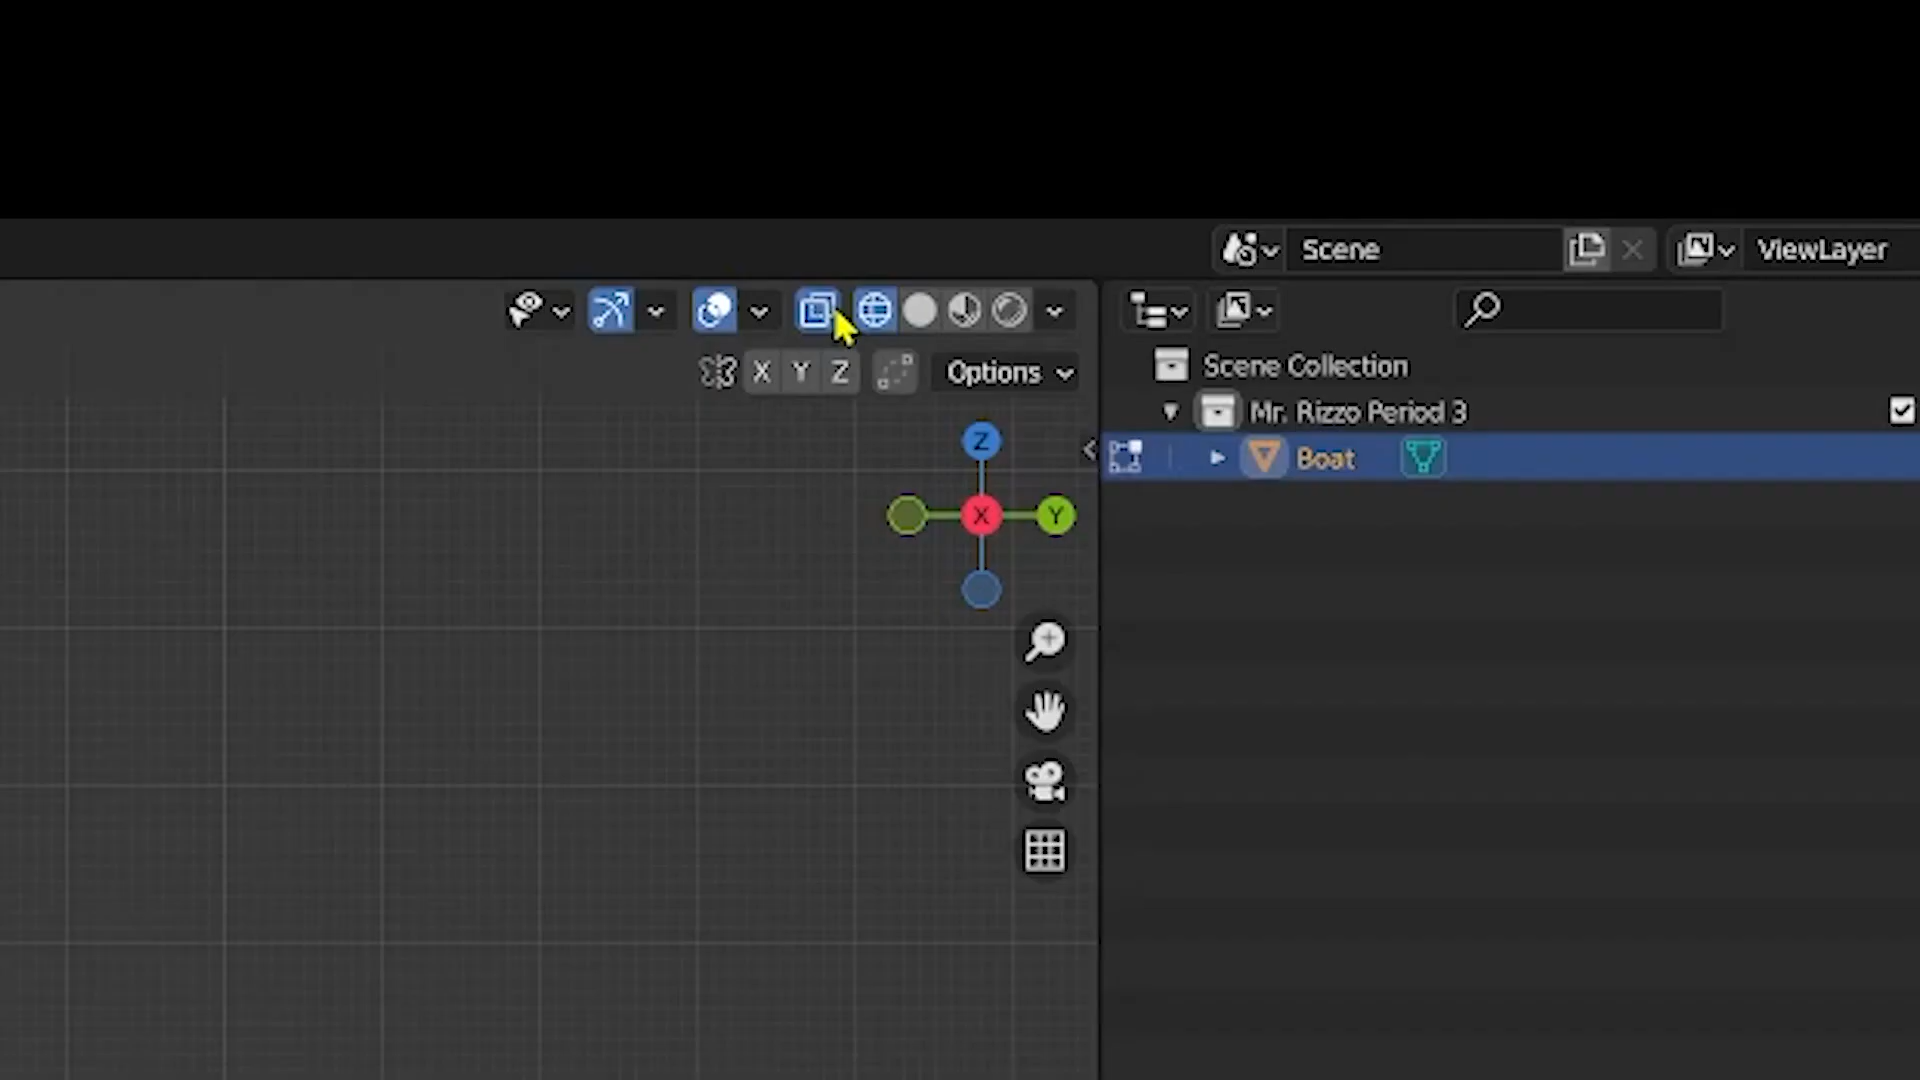 Scene
ViewLayer
X Y Z
Options
Scene Collection
Mr. Rizzo Period 3
Boat
Z
X
Y